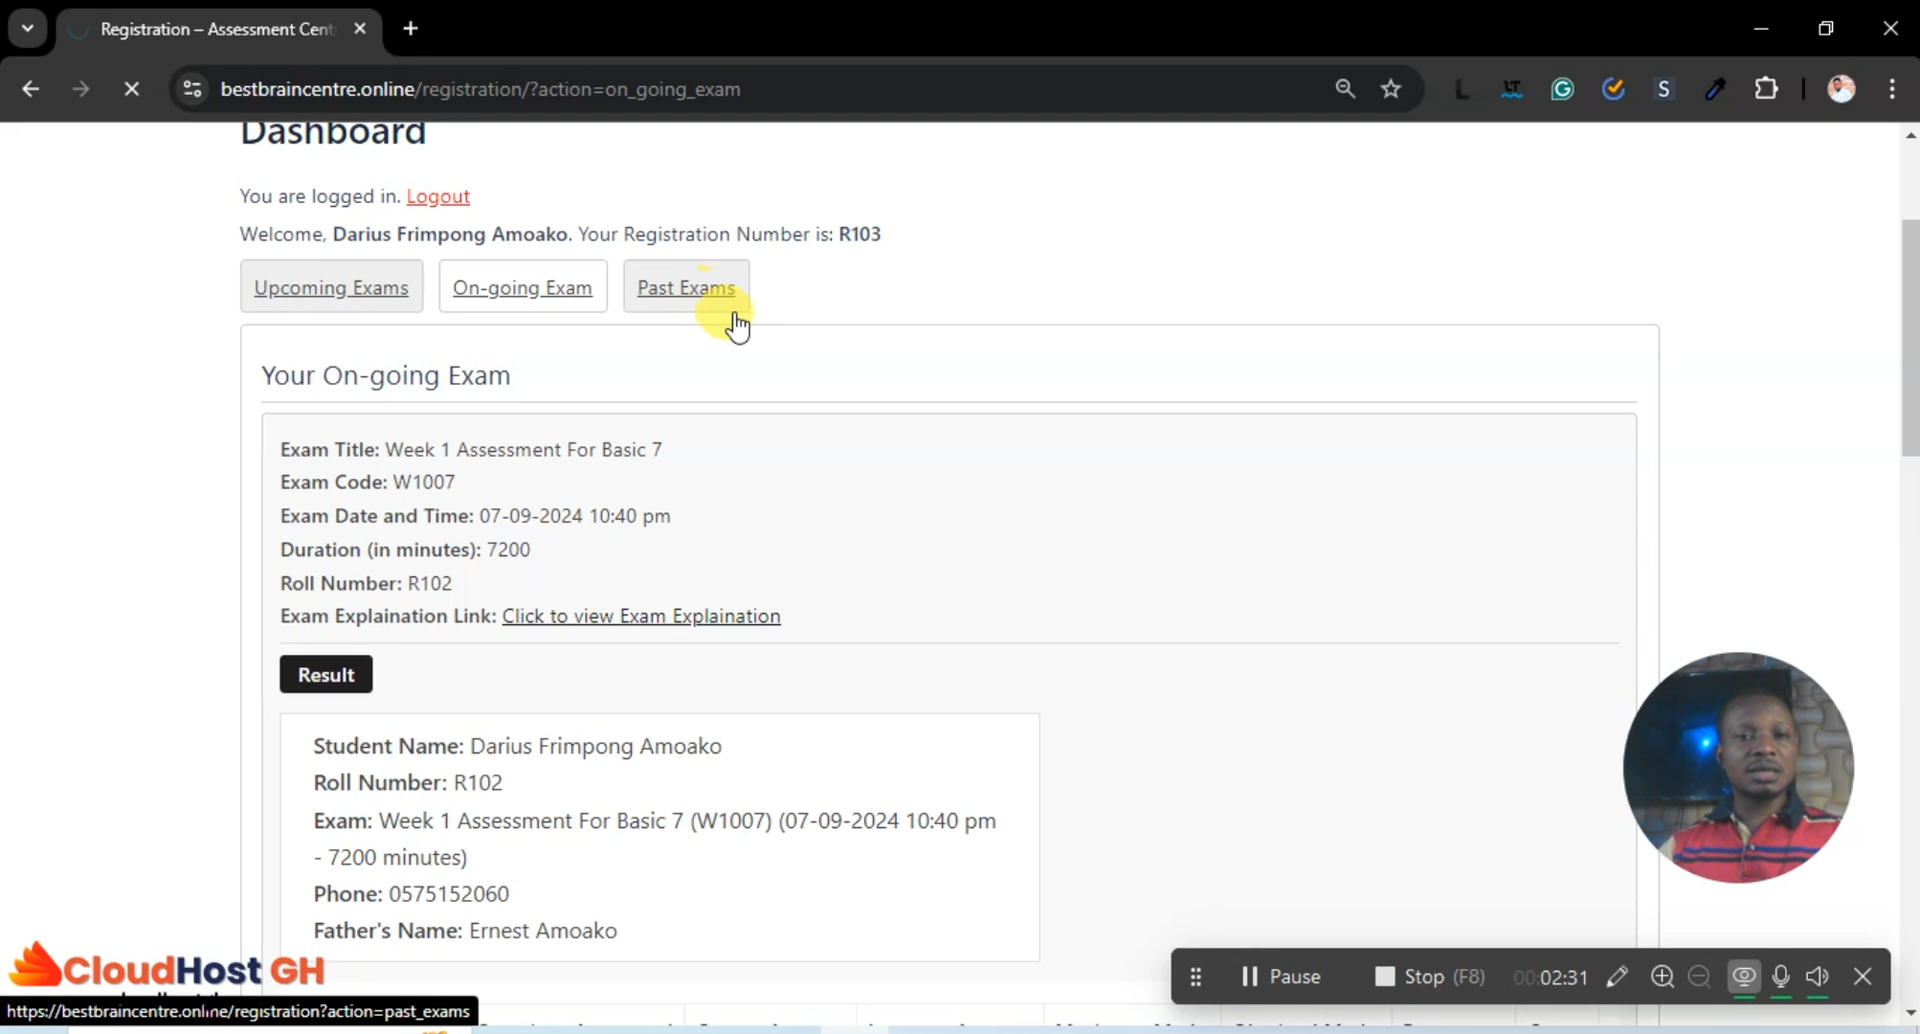 Registration – Assessment Cent
bestbraincentre.online/registration/?action=on_going_exam
Dashboard
You are logged in. Logout
Welcome, Darius Frimpong Amoako. Your Registration Number is: R103
Upcoming Exams On-going Exam Past Exams
Your On-going Exam
Exam Title: Week 1 Assessment For Basic 7
Exam Code: W1007
Exam Date and Time: 07-09-2024 10:40 pm
Duration (in minutes): 7200
Roll Number: R102
Exam Explaination Link: Click to view Exam Explaination
Result
Student Name: Darius Frimpong Amoako
Roll Number: R102
Exam: Week 1 Assessment For Basic 7 (W1007) (07-09-2024 10:40 pm
- 7200 minutes)
Phone: 0575152060
Father's Name: Ernest Amoako
CloudHost GH
Pause Stop (F8) 00:02:31
https://bestbraincentre.online/registration?action=past_exams